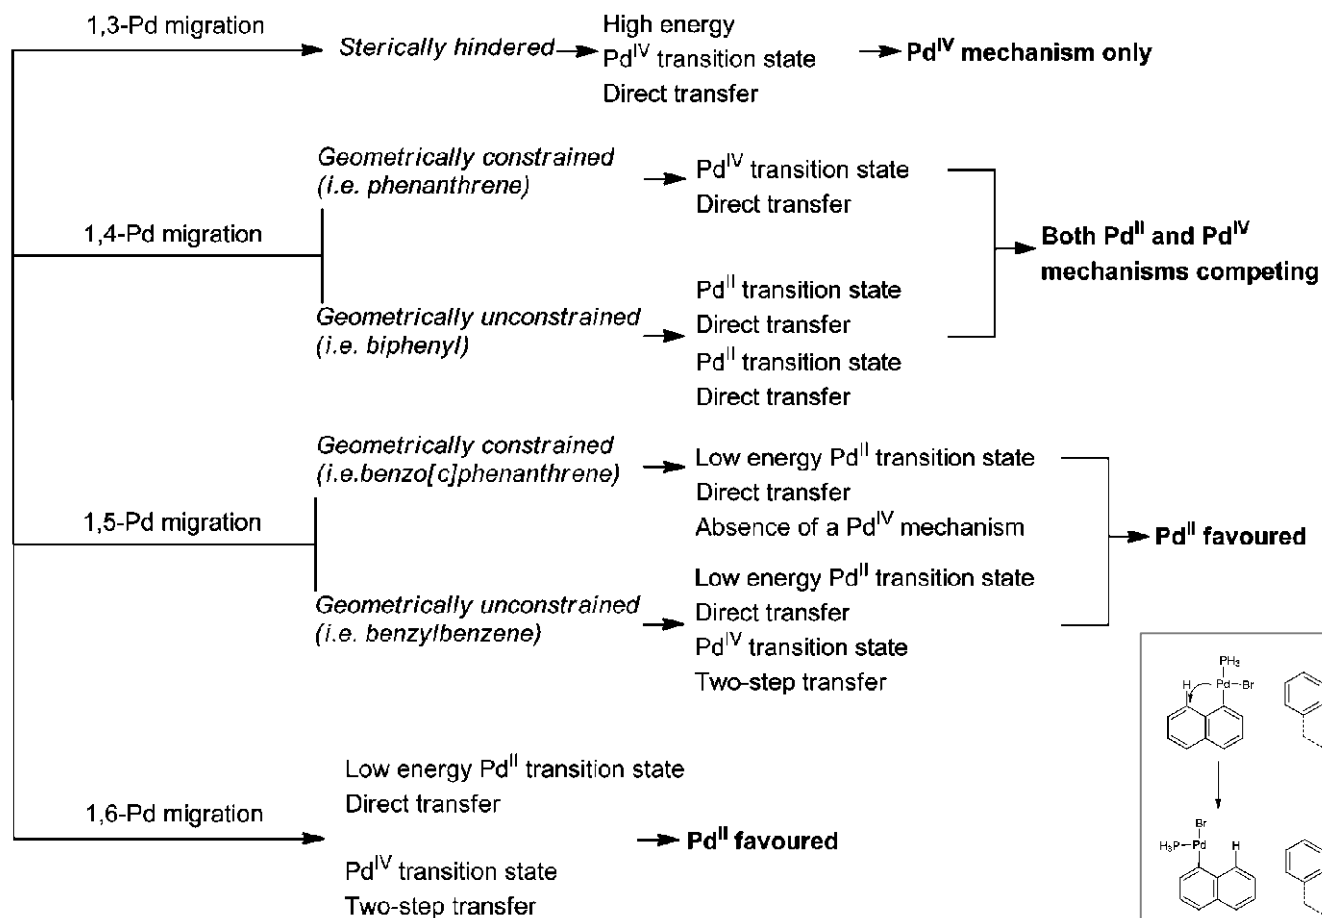 1,3-Pd migration
Sterically hindered
High energy
Pd^IV transition state
Direct transfer
Pd^IV mechanism only
1,4-Pd migration
Geometrically constrained
(i.e. phenanthrene)
Pd^IV transition state
Direct transfer
Geometrically unconstrained
(i.e. biphenyl)
Pd^II transition state
Direct transfer
Pd^II transition state
Direct transfer
Both Pd^II and Pd^IV
mechanisms competing
1,5-Pd migration
Geometrically constrained
(i.e.benzo[c]phenanthrene)
Low energy Pd^II transition state
Direct transfer
Absence of a Pd^IV mechanism
Geometrically unconstrained
(i.e. benzylbenzene)
Low energy Pd^II transition state
Direct transfer
Pd^IV transition state
Two-step transfer
Pd^II favoured
1,6-Pd migration
Low energy Pd^II transition state
Direct transfer
Pd^IV transition state
Two-step transfer
Pd^II favoured
PH3
H
Pd
Br
Br
H3P
Pd
H